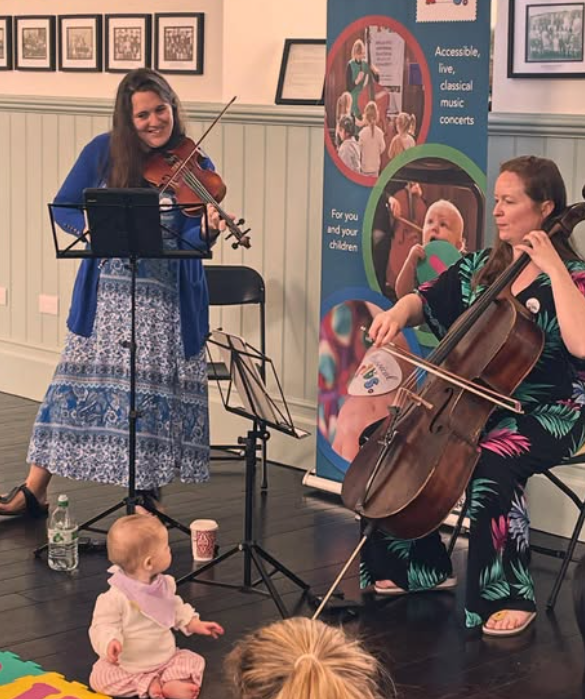 Accessible,
live,
classical
music
concerts
For you
and your
children